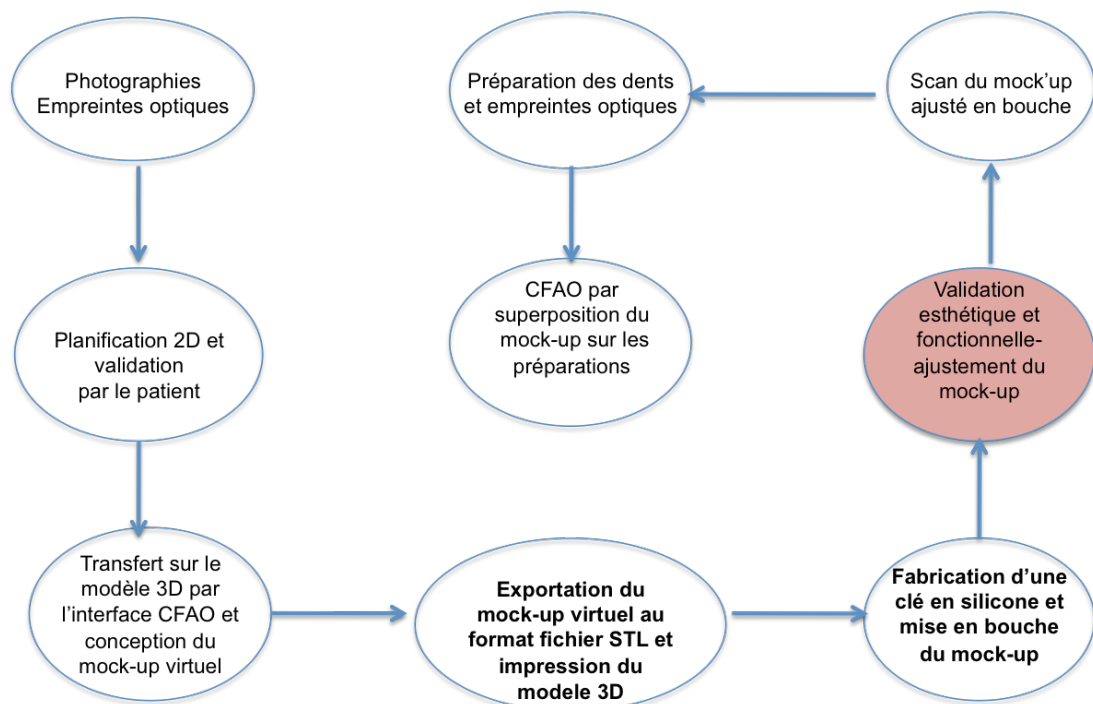 Photographies
Empreintes optiques
Planification 2D et
validation
par le patient
Transfert sur le
modèle 3D par
l’interface CFAO et
conception du
mock-up virtuel
Exportation du
mock-up virtuel au
format fichier STL et
impression du
modele 3D
Fabrication d’une
clé en silicone et
mise en bouche
du mock-up
Validation
esthétique et
fonctionnelle-
ajustement du
mock-up
Scan du mock’up
ajusté en bouche
Préparation des dents
et empreintes optiques
CFAO par
superposition du
mock-up sur les
préparations